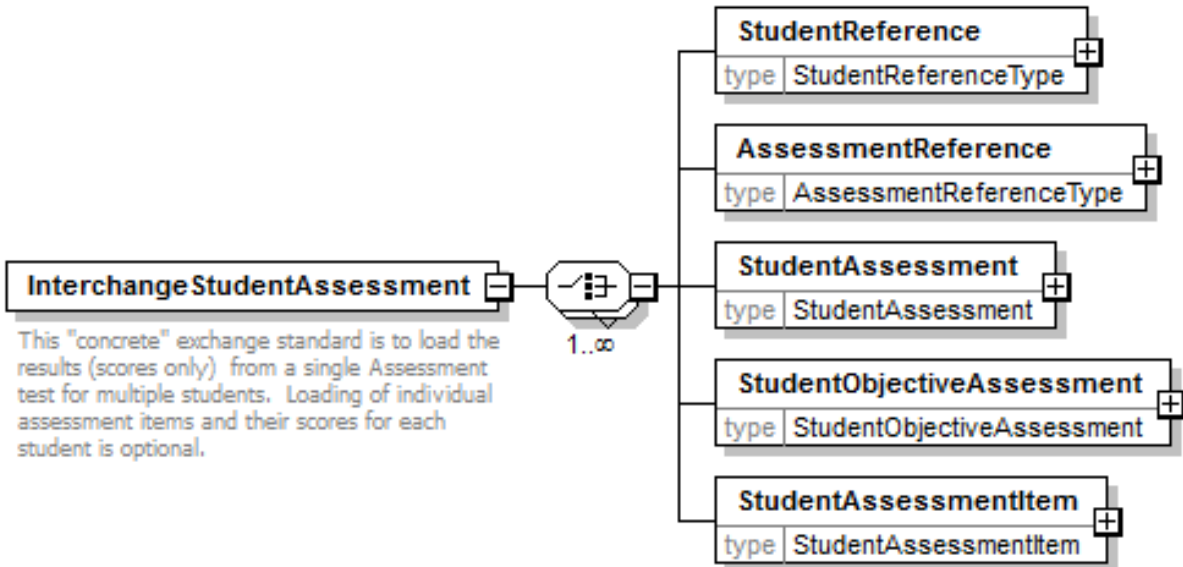 StudentReference
type StudentReferenceType
AssessmentReference
type AssessmentReferenceType
InterchangeStudentAssessment
This "concrete" exchange standard is to load the
results (scores only) from a single Assessment
test for multiple students. Loading of individual
assessment items and their scores for each
student is optional.
1..∞
StudentAssessment
type StudentAssessment
StudentObjectiveAssessment
type StudentObjectiveAssessment
StudentAssessmentItem
type StudentAssessmentItem